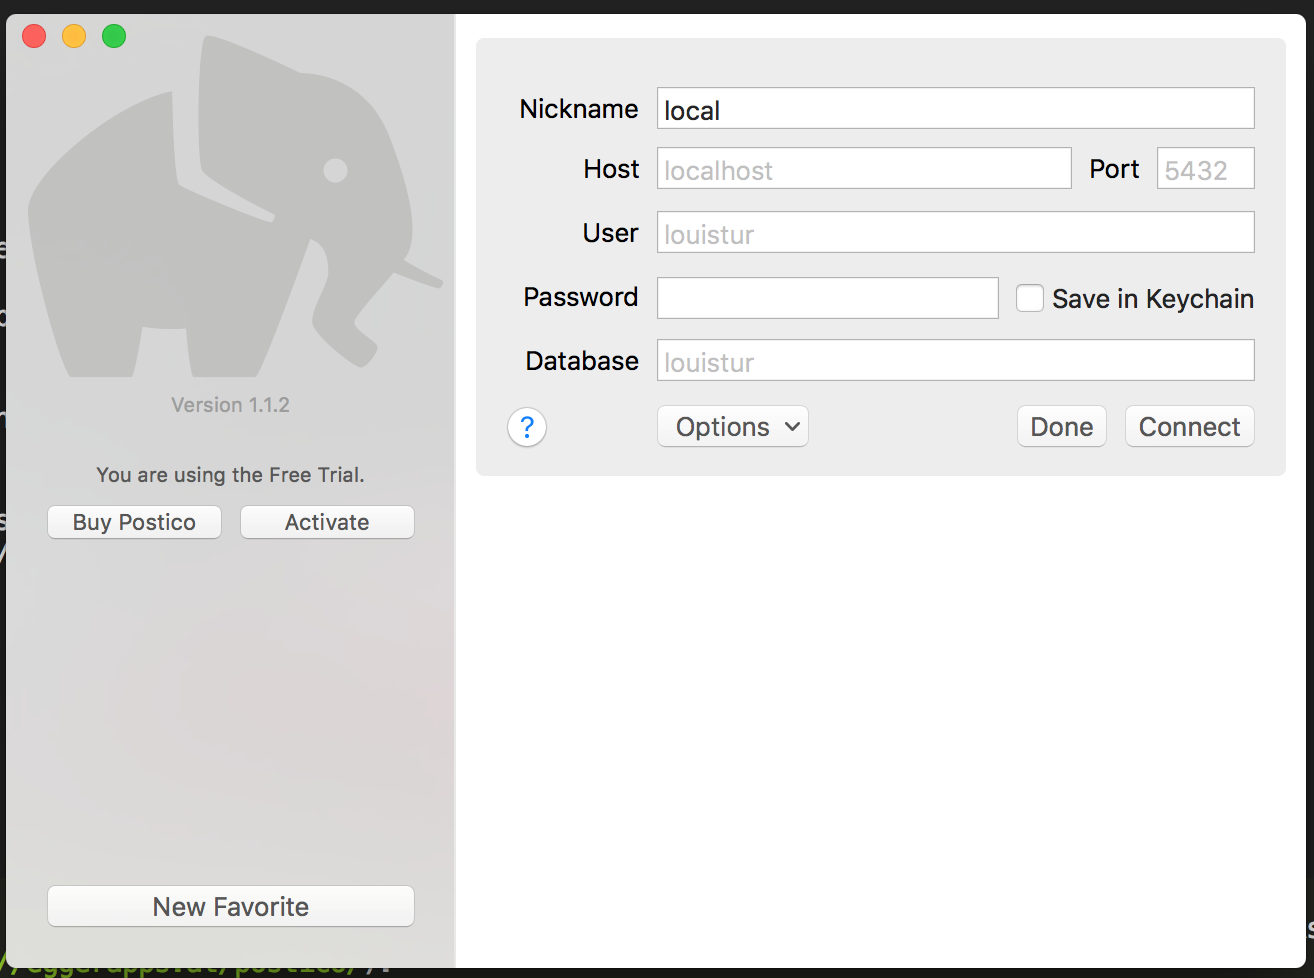 Nickname local
Host localhost Port 5432
User louistur
Password Save in Keychain
Database louistur
? Options Done Connect
Version 1.1.2
You are using the Free Trial.
Buy Postico Activate
New Favorite